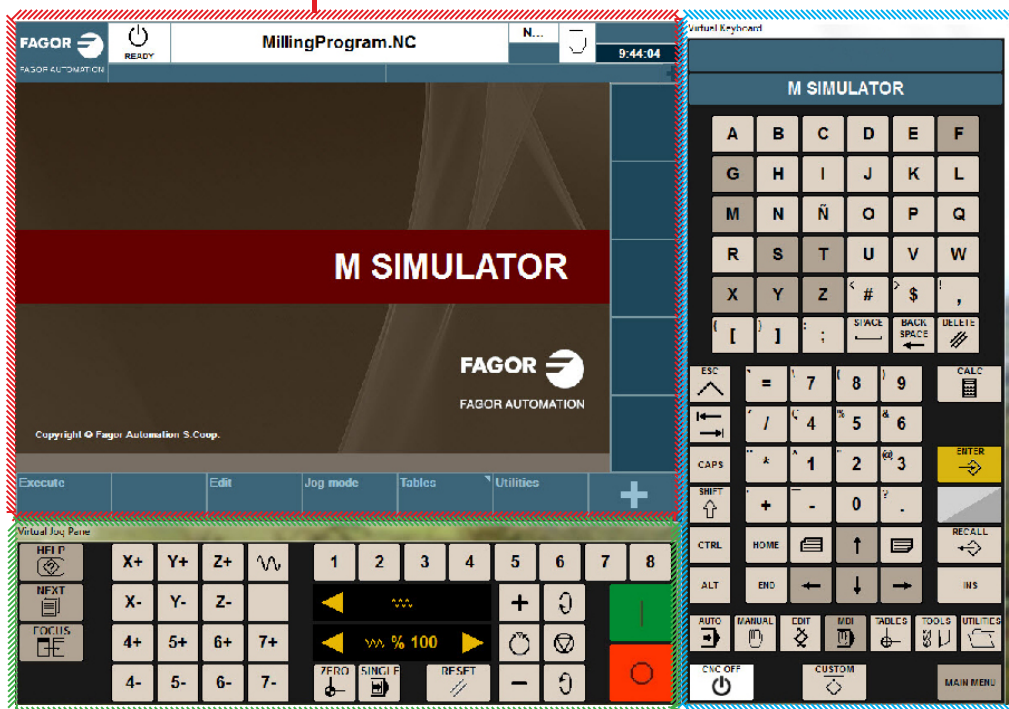 FAGOR
FAGOR AUTOMATION
READY
MillingProgram.NC
N...
9:44:04
M SIMULATOR
FAGOR
FAGOR AUTOMATION
Copyright © Fagor Automation S.Coop.
Execute Edit Jog mode Tables Utilities
Virtual Jog Panel
HELP X+ Y+ Z+ 1 2 3 4 5 6 7 8
NEXT X- Y- Z- +
FOCUS 4+ 5+ 6+ 7+ % 100
4- 5- 6- 7- ZERO SINGLE RESET -
Virtual Keyboard
M SIMULATOR
A B C D E F
G H I J K L
M N Ñ O P Q
R S T U V W
X Y Z < # > $ ! ,
{ [ } ] : ; SPACE BACK SPACE DELETE
ESC = \ 7 ( 8 ) 9 CALC
/ 4 % 5 & 6
CAPS * ^ 1 " 2 @ 3 ENTER
SHIFT + - 0 ? .
CTRL HOME RECALL
ALT END INS
AUTO MANUAL EDIT MDI TABLES TOOLS UTILITIES
CNC OFF CUSTOM MAIN MENU